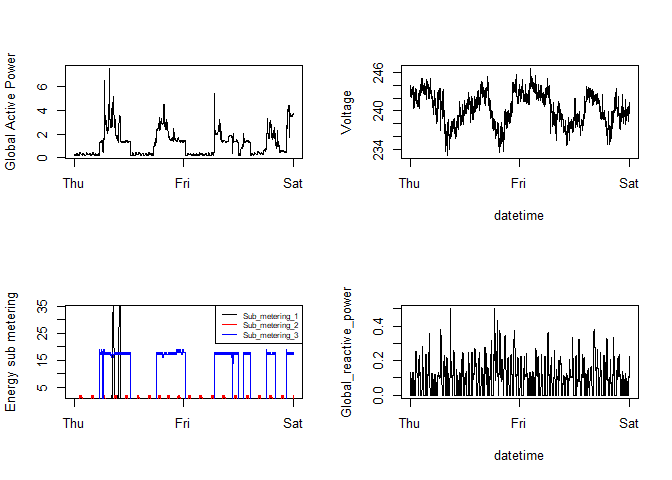 Global Active Power
6
4
2
0
Thu Fri Sat
Voltage
246
240
234
Thu Fri Sat
datetime
Energy sub metering
35
25
15
5
Sub_metering_1
Sub_metering_2
Sub_metering_3
Thu Fri Sat
Global_reactive_power
0.4
0.2
0.0
Thu Fri Sat
datetime